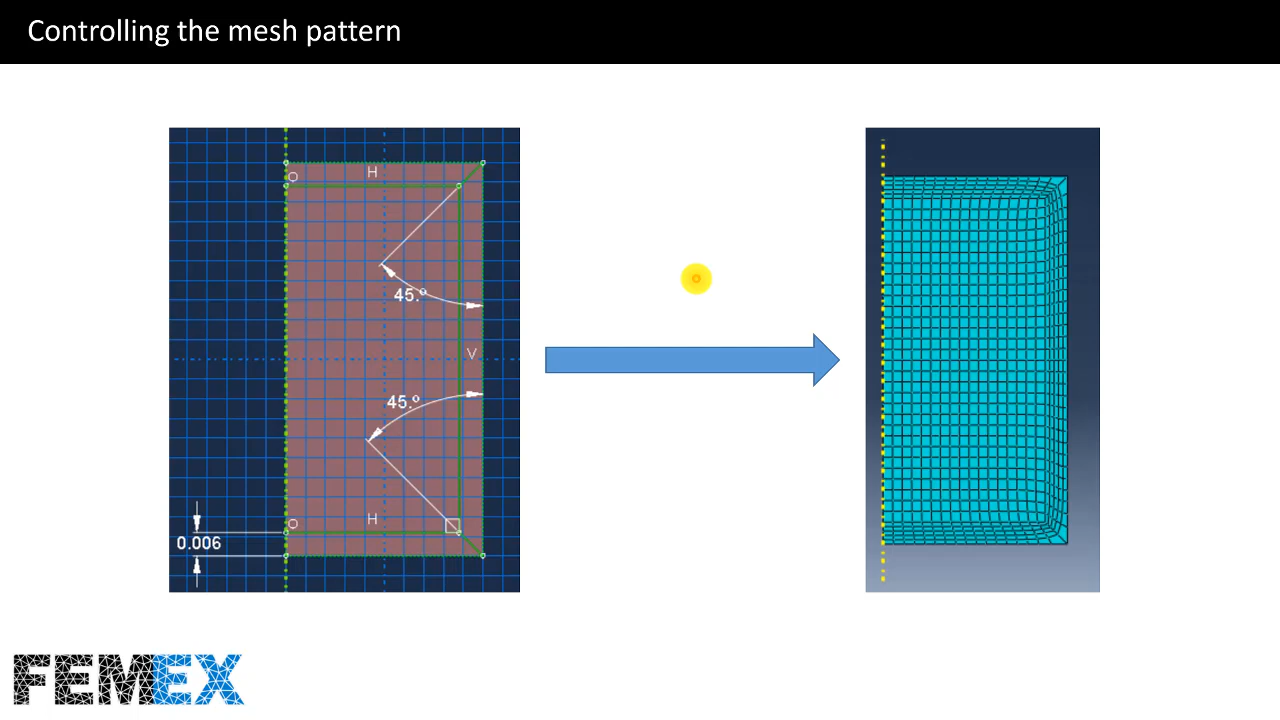 Controlling the mesh pattern
H
45.º
V
45.º
H
0.006
FEMEX